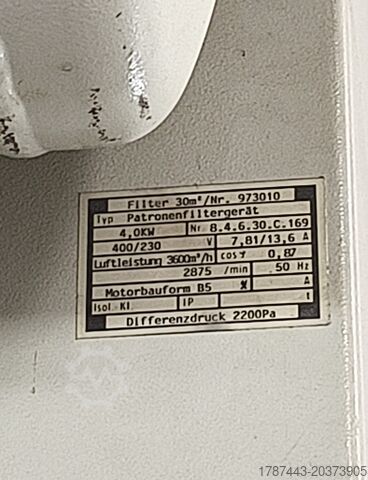 Filter 30m²/Nr. 973010
Typ Patronenfiltergerät
4,0KW Nr 8.4.6.30.C.169
400/230 V 7,81/13,6 A
Luftleistung 3600m³/h cosφ 0,87
2875 /min 50 Hz
Motorbauform B5 A
Isol-Kl. IP t
Differenzdruck 2200Pa
1787443-20373905